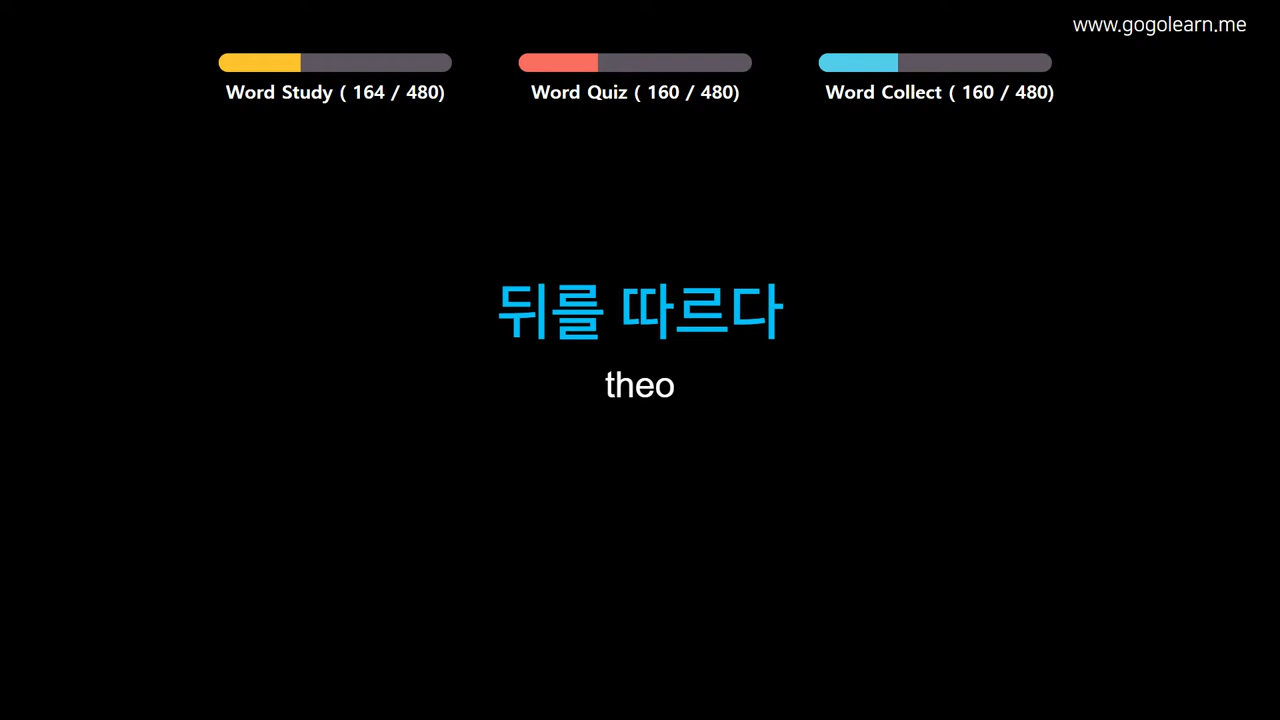 www.gogolearn.me
Word Study ( 164 / 480)
Word Quiz ( 160 / 480)
Word Collect ( 160 / 480)
뒤를 따르다
theo